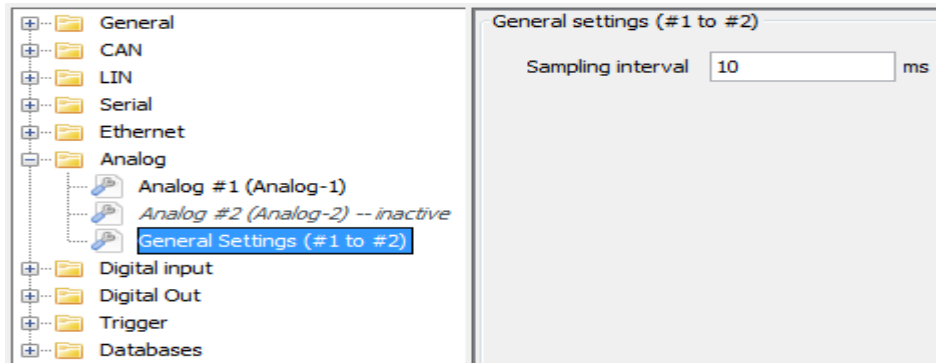 General
CAN
LIN
Serial
Ethernet
Analog
Analog #1 (Analog-1)
Analog #2 (Analog-2) -- inactive
General Settings (#1 to #2)
Digital input
Digital Out
Trigger
Databases
General settings (#1 to #2)
Sampling interval 10 ms